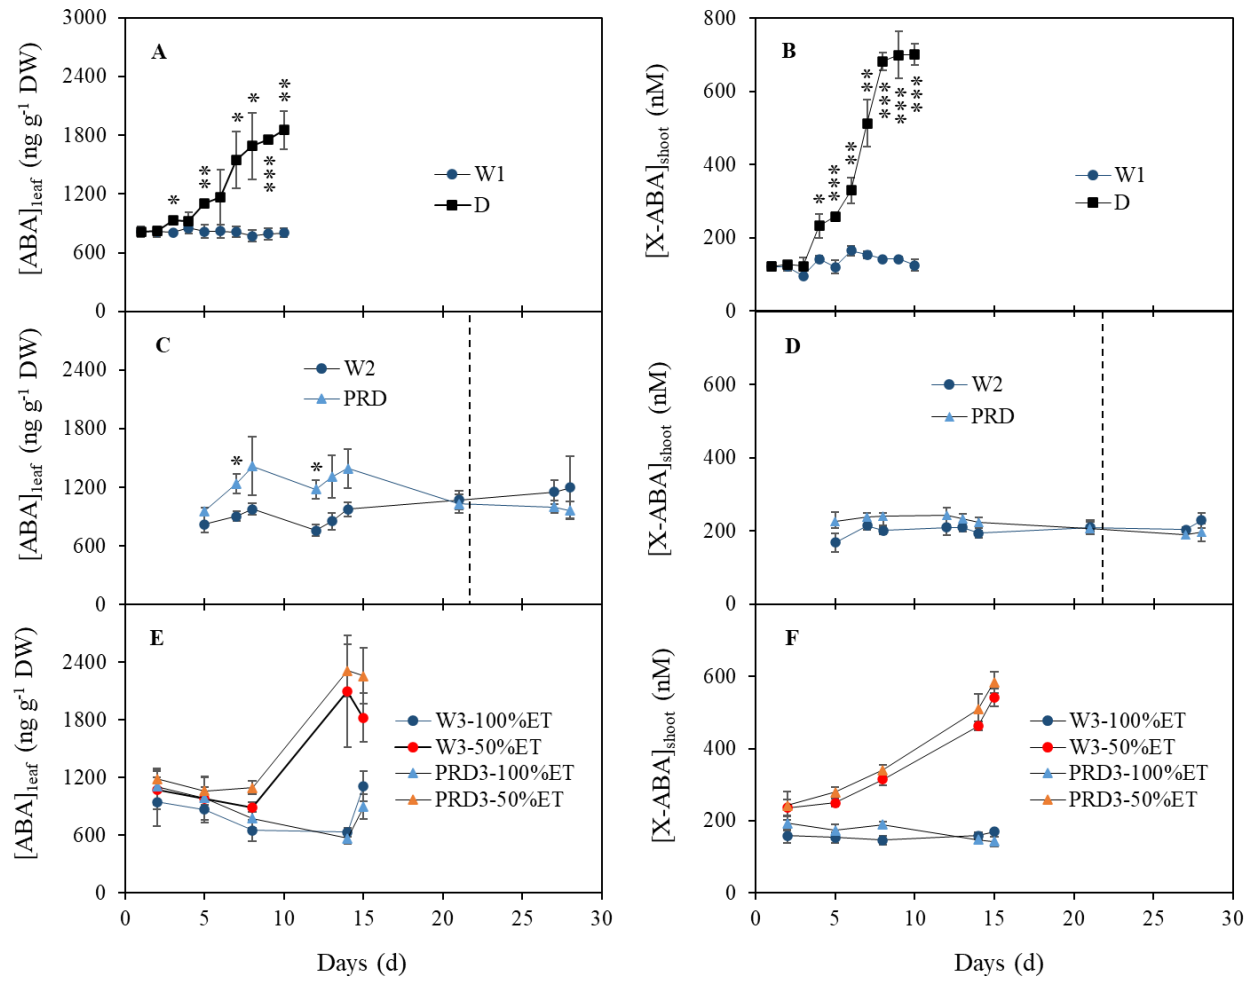 3000
2400
1800
1200
600
0
[ABA]1leaf (ng g-1 DW)
A
*
**
*
*
***
**
W1
D
800
600
400
200
0
[X-ABA]shoot (nM)
B
*
***
**
**
***
***
***
W1
D
2400
1800
1200
600
0
[ABA]1leaf (ng g-1 DW)
C
*
*
W2
PRD
600
400
200
0
[X-ABA]shoot (nM)
D
W2
PRD
2400
1800
1200
600
0
[ABA]1leaf (ng g-1 DW)
E
W3-100%ET
W3-50%ET
PRD3-100%ET
PRD3-50%ET
0 5 10 15 20 25 30
Days (d)
600
400
200
0
[X-ABA]shoot (nM)
F
W3-100%ET
W3-50%ET
PRD3-100%ET
PRD3-50%ET
0 5 10 15 20 25 30
Days (d)